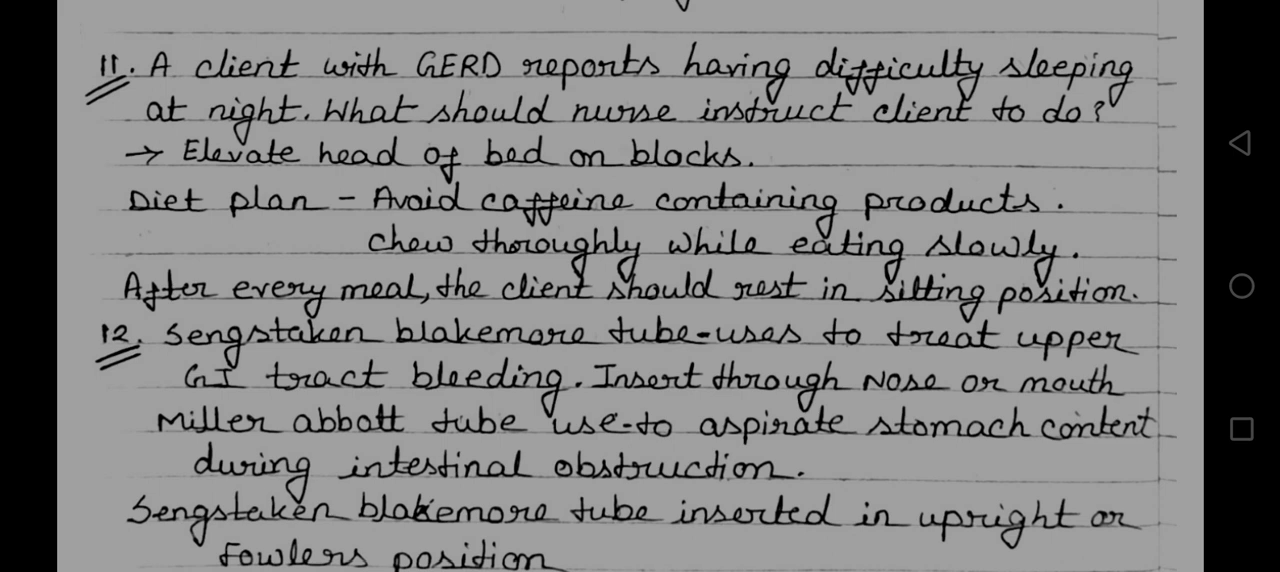 11. A client with GERD reports having difficulty sleeping
at night. What should nurse instruct client to do?
→ Elevate head of bed on blocks.
Diet plan - Avoid caffeine containing products.
Chew thoroughly while eating slowly.
After every meal, the client should rest in sitting position.
12. Sengstaken blakemore tube-uses to treat upper
GI tract bleeding. Insert through Nose or mouth
Miller abbott tube use-to aspirate stomach content
during intestinal obstruction.
Sengstaken blakemore tube inserted in upright or
Fowlers position